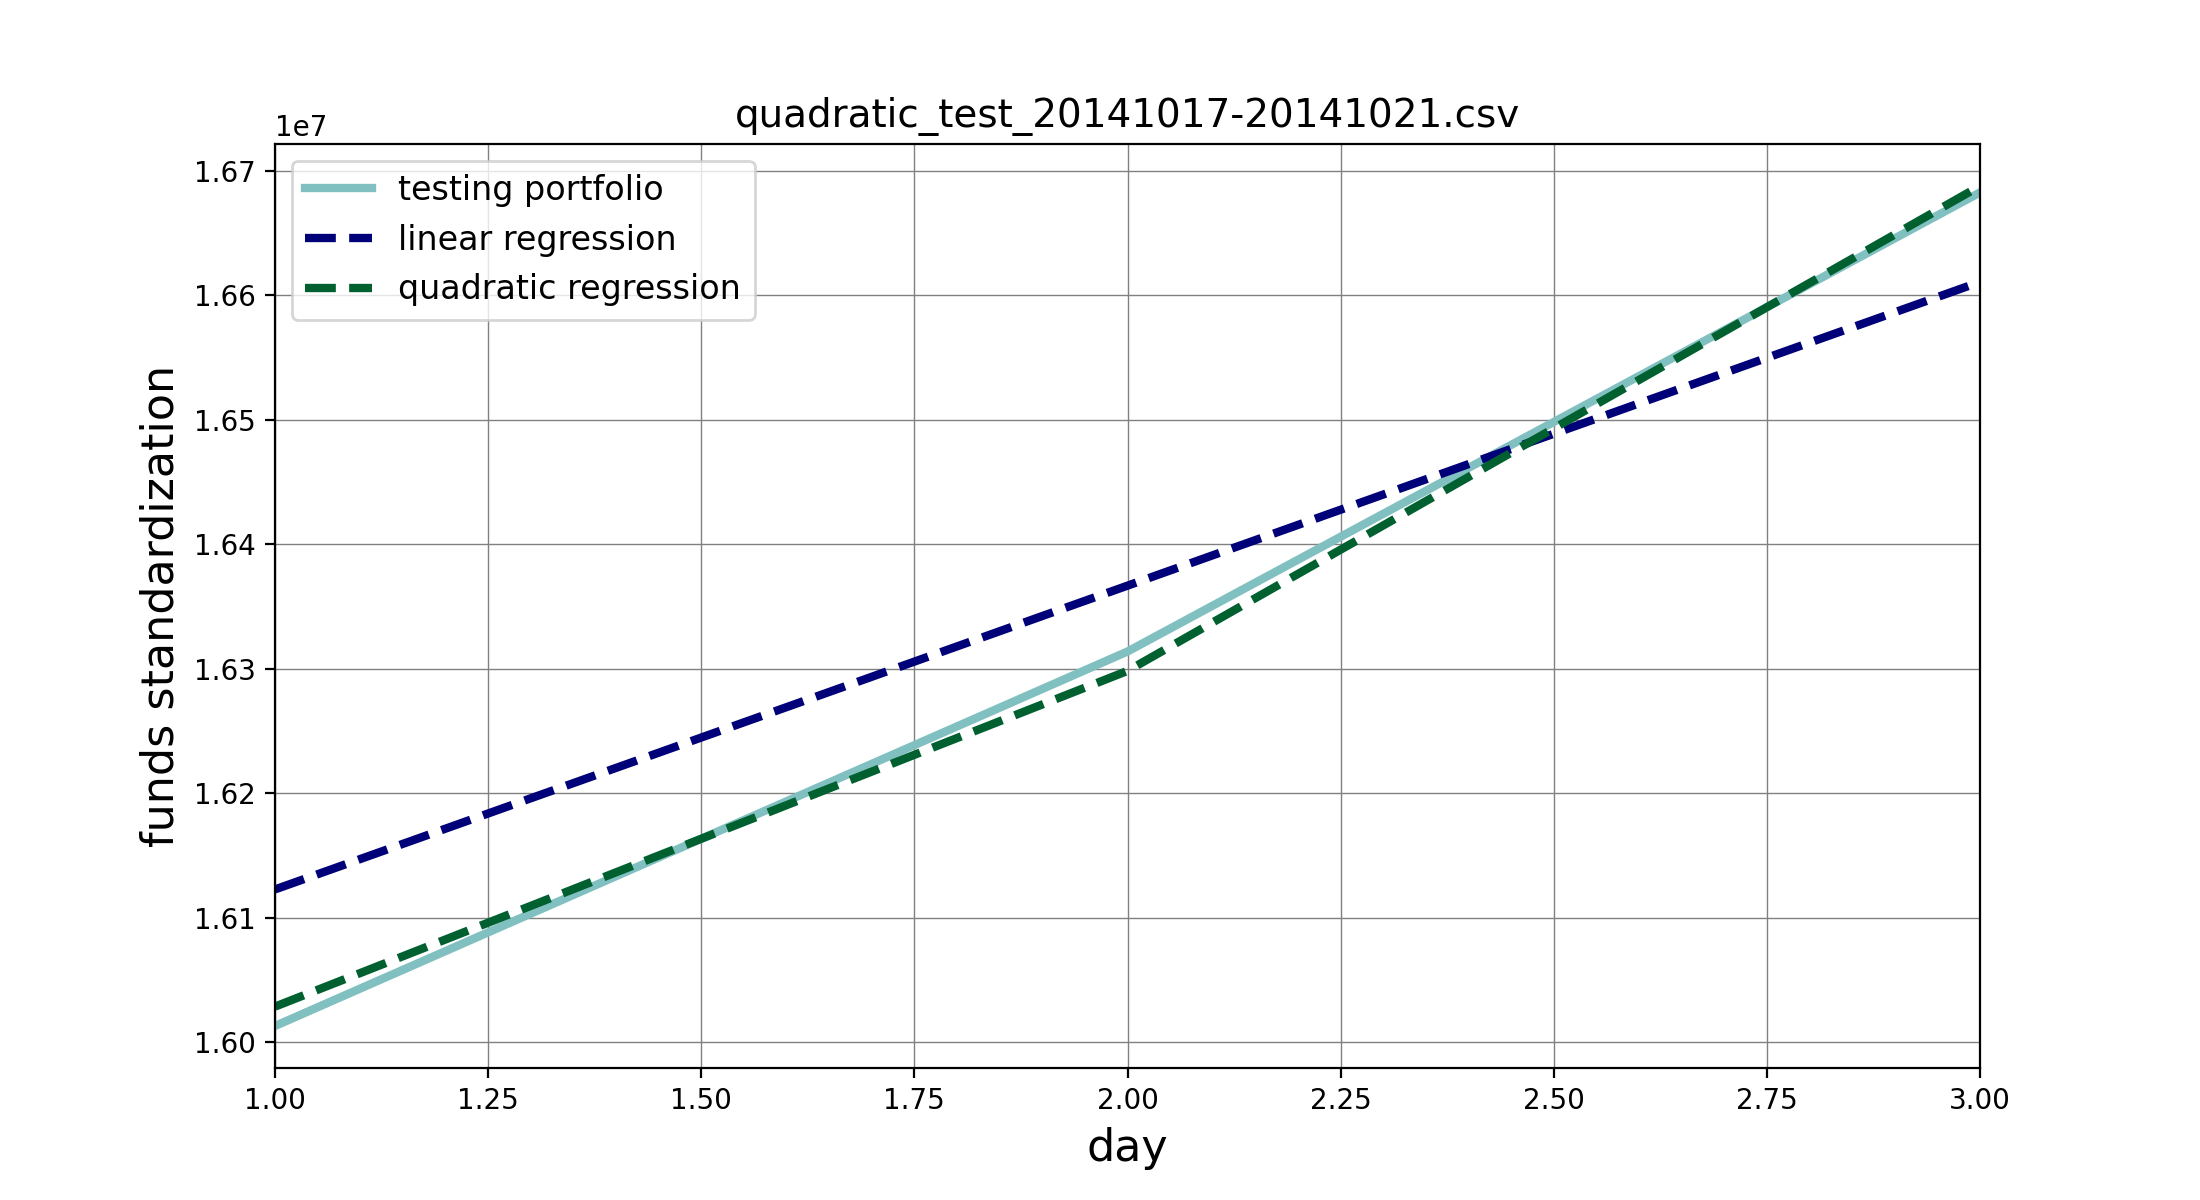 quadratic_test_20141017-20141021.csv
1e7
1.67
1.66
1.65
1.64
1.63
1.62
1.61
1.60
funds standardization
testing portfolio
linear regression
quadratic regression
1.00 1.25 1.50 1.75 2.00 2.25 2.50 2.75 3.00
day